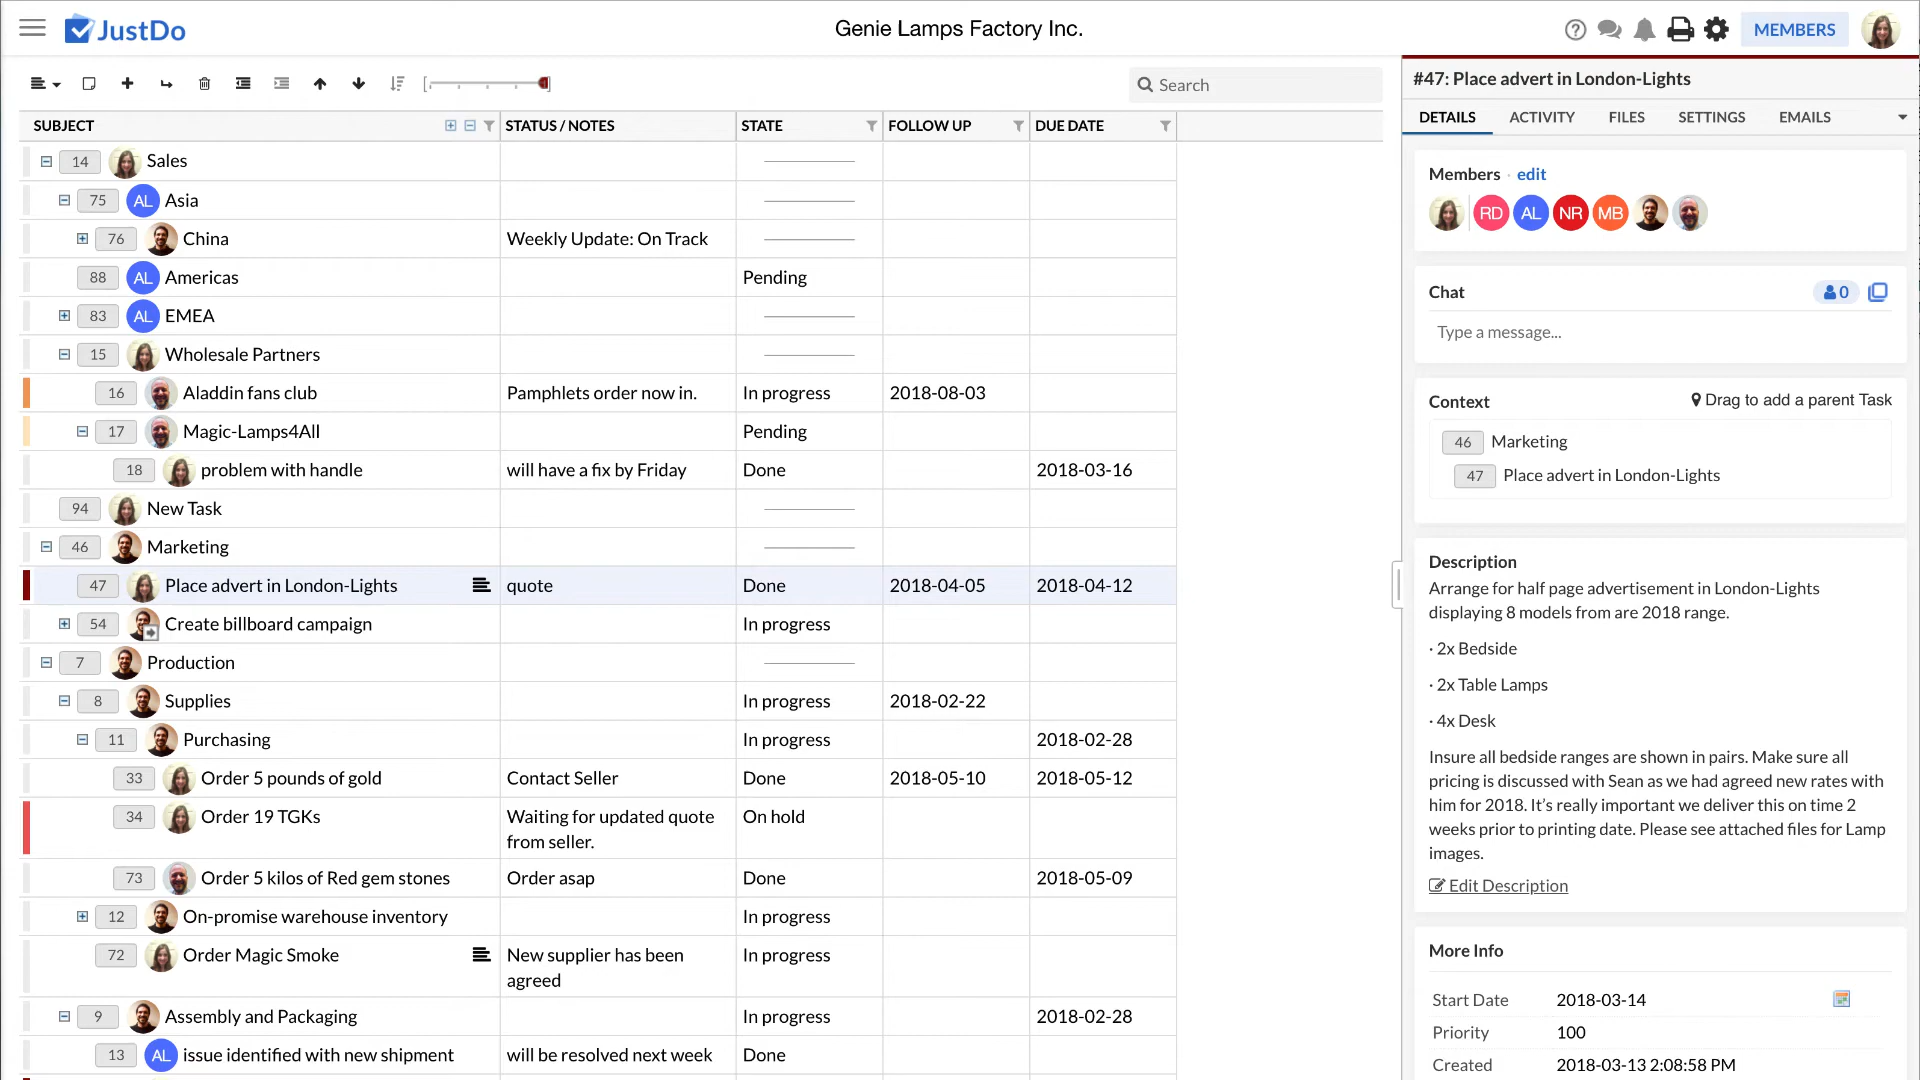 JustDo
Genie Lamps Factory Inc.
MEMBERS
Search
SUBJECT STATUS / NOTES STATE FOLLOW UP DUE DATE
14 Sales
75 AL Asia
76 China Weekly Update: On Track
88 AL Americas Pending
83 AL EMEA
15 Wholesale Partners
16 Aladdin fans club Pamphlets order now in. In progress 2018-08-03
17 Magic-Lamps4All Pending
18 problem with handle will have a fix by Friday Done 2018-03-16
94 New Task
46 Marketing
47 Place advert in London-Lights quote Done 2018-04-05 2018-04-12
54 Create billboard campaign In progress
7 Production
8 Supplies In progress 2018-02-22
11 Purchasing In progress 2018-02-28
33 Order 5 pounds of gold Contact Seller Done 2018-05-10 2018-05-12
34 Order 19 TGKs Waiting for updated quote On hold
from seller.
73 Order 5 kilos of Red gem stones Order asap Done 2018-05-09
12 On-promise warehouse inventory In progress
72 Order Magic Smoke New supplier has been In progress
agreed
9 Assembly and Packaging In progress 2018-02-28
13 AL issue identified with new shipment will be resolved next week Done
#47: Place advert in London-Lights
DETAILS ACTIVITY FILES SETTINGS EMAILS
Members · edit
RD AL NR MB
Chat 0
Type a message...
Context Drag to add a parent Task
46 Marketing
47 Place advert in London-Lights
Description
Arrange for half page advertisement in London-Lights
displaying 8 models from are 2018 range.
· 2x Bedside
· 2x Table Lamps
· 4x Desk
Insure all bedside ranges are shown in pairs. Make sure all
pricing is discussed with Sean as we had agreed new rates with
him for 2018. It’s really important we deliver this on time 2
weeks prior to printing date. Please see attached files for Lamp
images.
Edit Description
More Info
Start Date 2018-03-14
Priority 100
Created 2018-03-13 2:08:58 PM